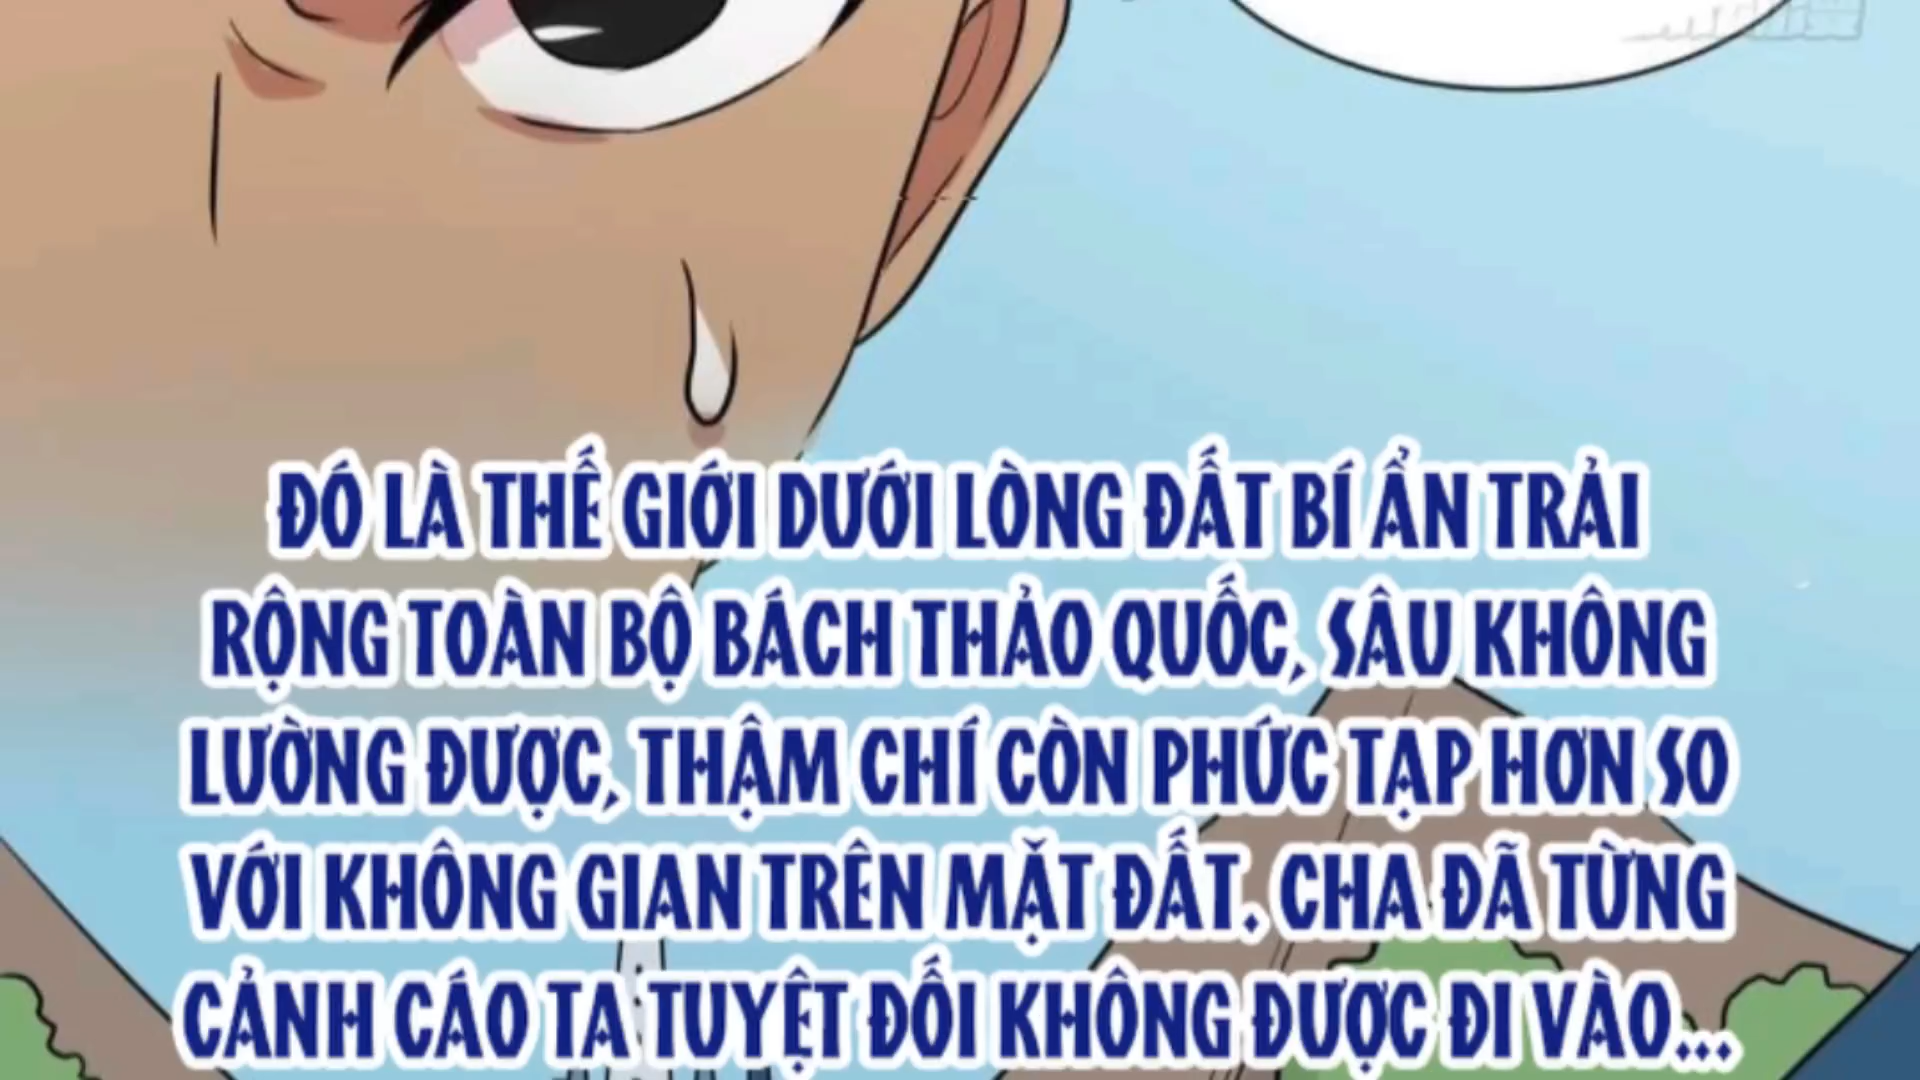 ĐÓ LÀ THẾ GIỚI DƯỚI LÒNG ĐẤT BÍ ẨN TRẢI
RỘNG TOÀN BỘ BÁCH THẢO QUỐC, SÂU KHÔNG
LƯỜNG ĐƯỢC, THẬM CHÍ CÒN PHỨC TẠP HƠN SO
VỚI KHÔNG GIAN TRÊN MẶT ĐẤT. CHA ĐÃ TỪNG
CẢNH CÁO TA TUYỆT ĐỐI KHÔNG ĐƯỢC ĐI VÀO...